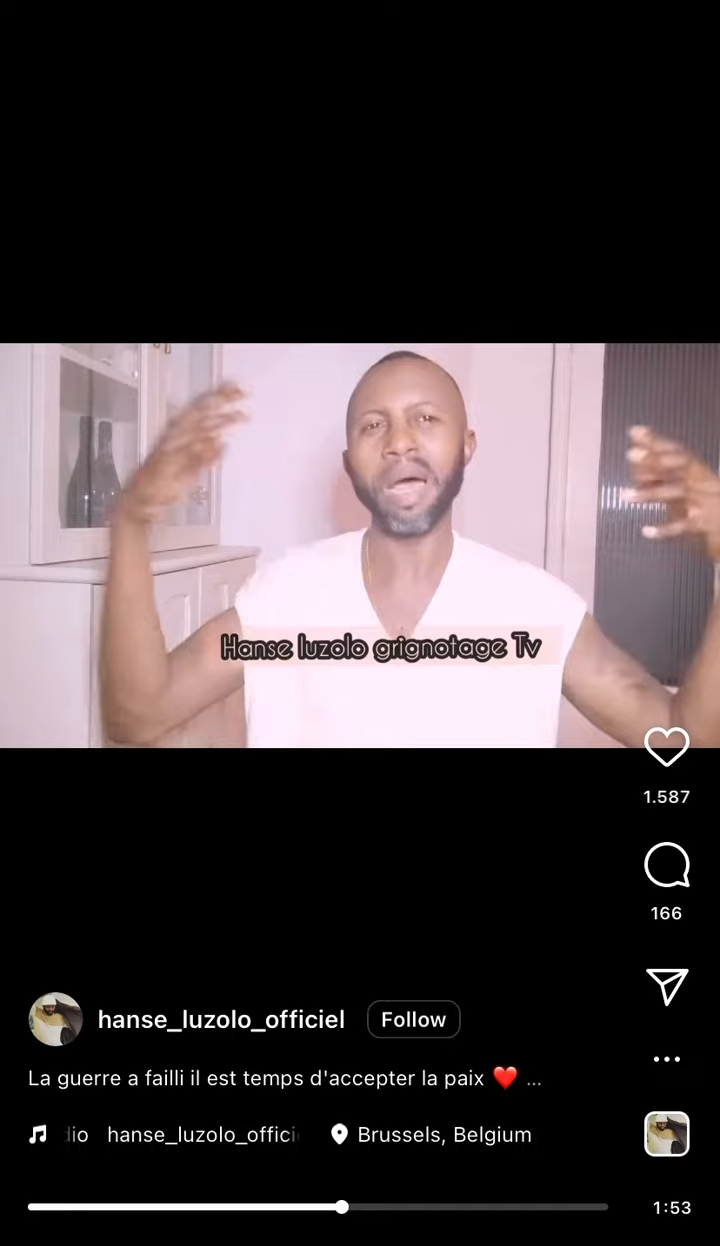 Hanse luzolo grignotage Tv
1.587
166
hanse_luzolo_officiel
Follow
La guerre a failli il est temps d'accepter la paix ❤️ ...
hanse_luzolo_offici
Brussels, Belgium
1:53